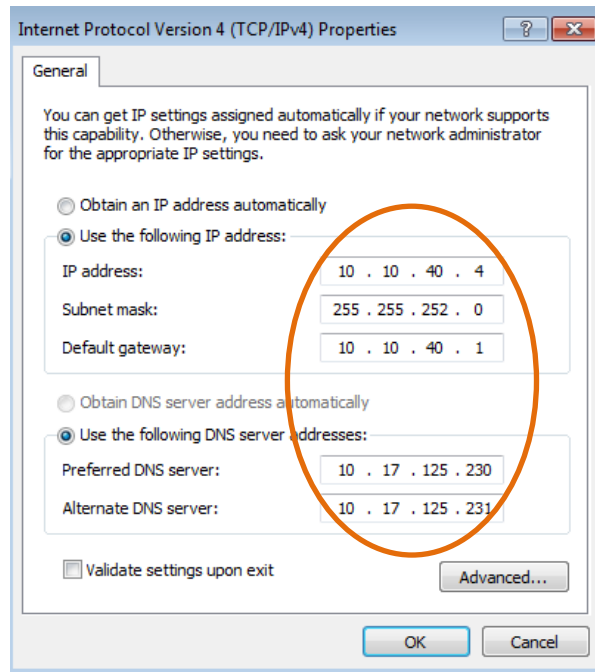 Internet Protocol Version 4 (TCP/IPv4) Properties
General
You can get IP settings assigned automatically if your network supports
this capability. Otherwise, you need to ask your network administrator
for the appropriate IP settings.
Obtain an IP address automatically
Use the following IP address:
IP address: 10 . 10 . 40 . 4
Subnet mask: 255 . 255 . 252 . 0
Default gateway: 10 . 10 . 40 . 1
Obtain DNS server address automatically
Use the following DNS server addresses:
Preferred DNS server: 10 . 17 . 125 . 230
Alternate DNS server: 10 . 17 . 125 . 231
Validate settings upon exit
Advanced...
OK Cancel